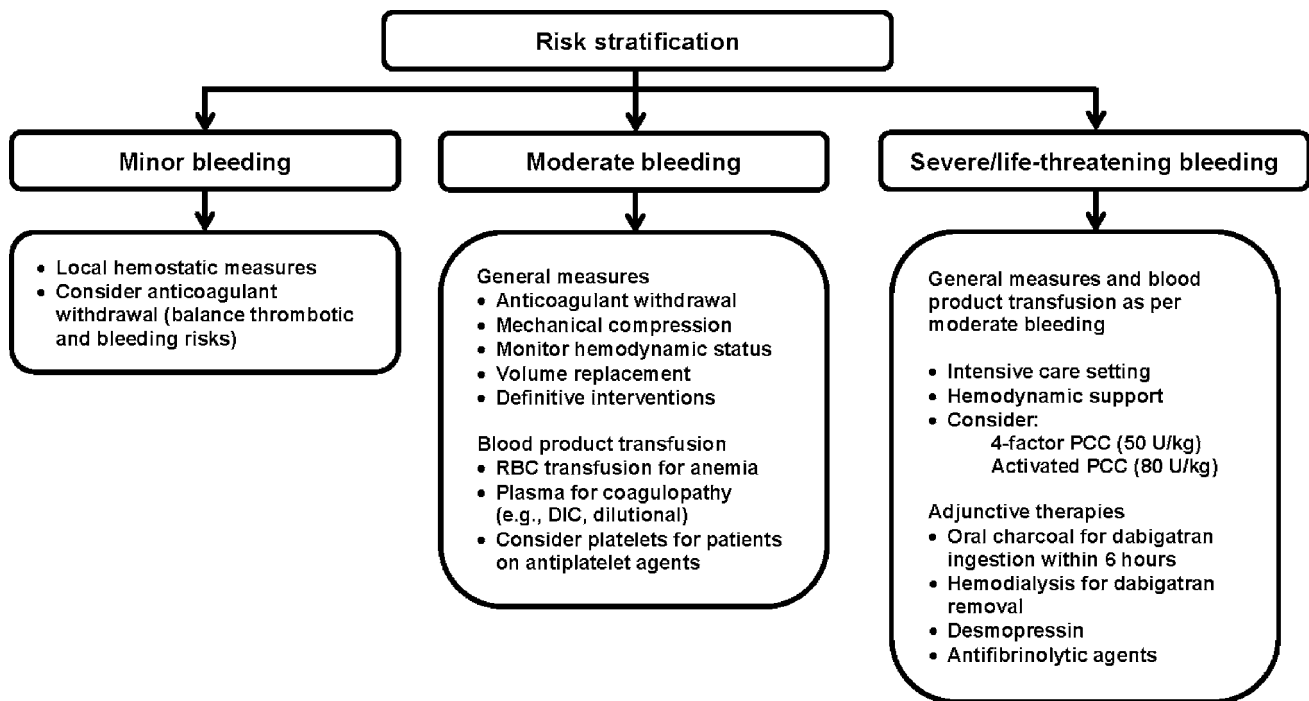 Risk stratification
Minor bleeding
Moderate bleeding
Severe/life-threatening bleeding
• Local hemostatic measures
• Consider anticoagulant
withdrawal (balance thrombotic
and bleeding risks)
General measures
• Anticoagulant withdrawal
• Mechanical compression
• Monitor hemodynamic status
• Volume replacement
• Definitive interventions
Blood product transfusion
• RBC transfusion for anemia
• Plasma for coagulopathy
(e.g., DIC, dilutional)
• Consider platelets for patients
on antiplatelet agents
General measures and blood
product transfusion as per
moderate bleeding
• Intensive care setting
• Hemodynamic support
• Consider:
4-factor PCC (50 U/kg)
Activated PCC (80 U/kg)
Adjunctive therapies
• Oral charcoal for dabigatran
ingestion within 6 hours
• Hemodialysis for dabigatran
removal
• Desmopressin
• Antifibrinolytic agents